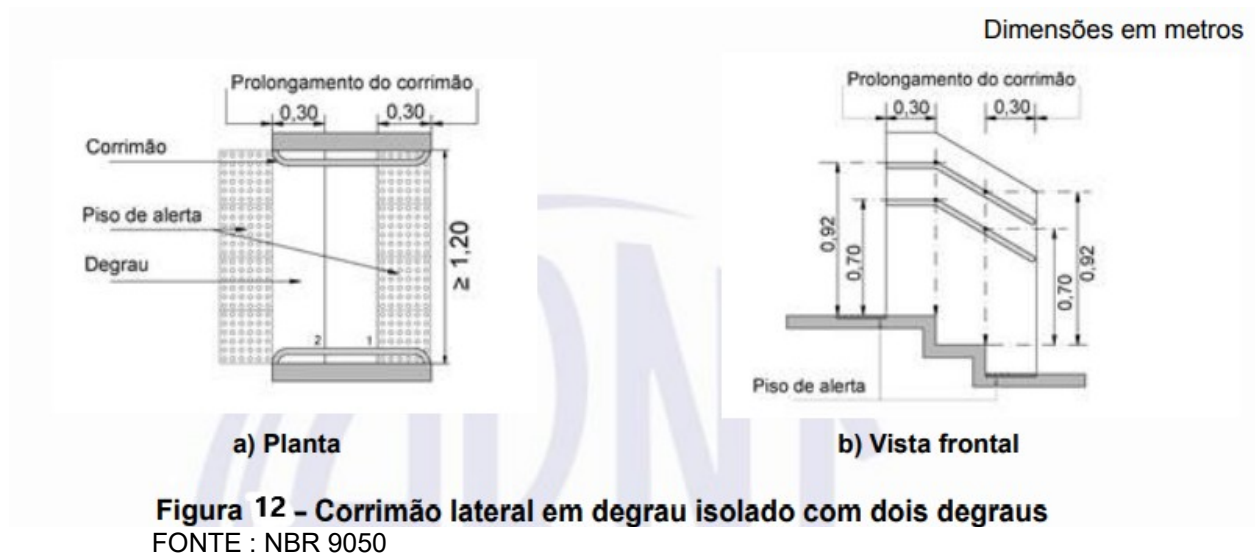 Dimensões em metros
Prolongamento do corrimão
0,30
0,30
Corrimão
Piso de alerta
Degrau
≥ 1,20
2
1
a) Planta
Prolongamento do corrimão
0,30
0,30
0,92
0,70
0,70
0,92
Piso de alerta
b) Vista frontal
Figura 12 – Corrimão lateral em degrau isolado com dois degraus
FONTE : NBR 9050